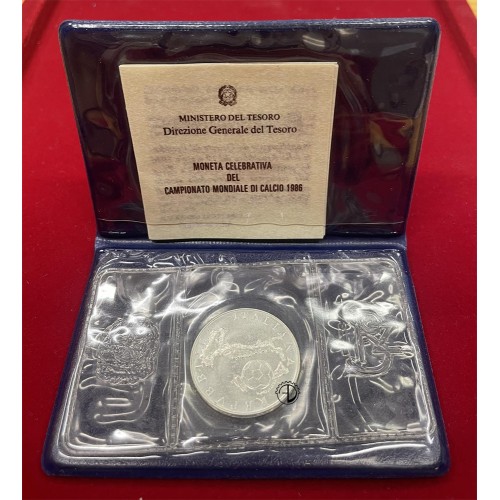 MINISTERO DEL TESORO
Direzione Generale del Tesoro
MONETA CELEBRATIVA
DEL
CAMPIONATO MONDIALE DI CALCIO 1986